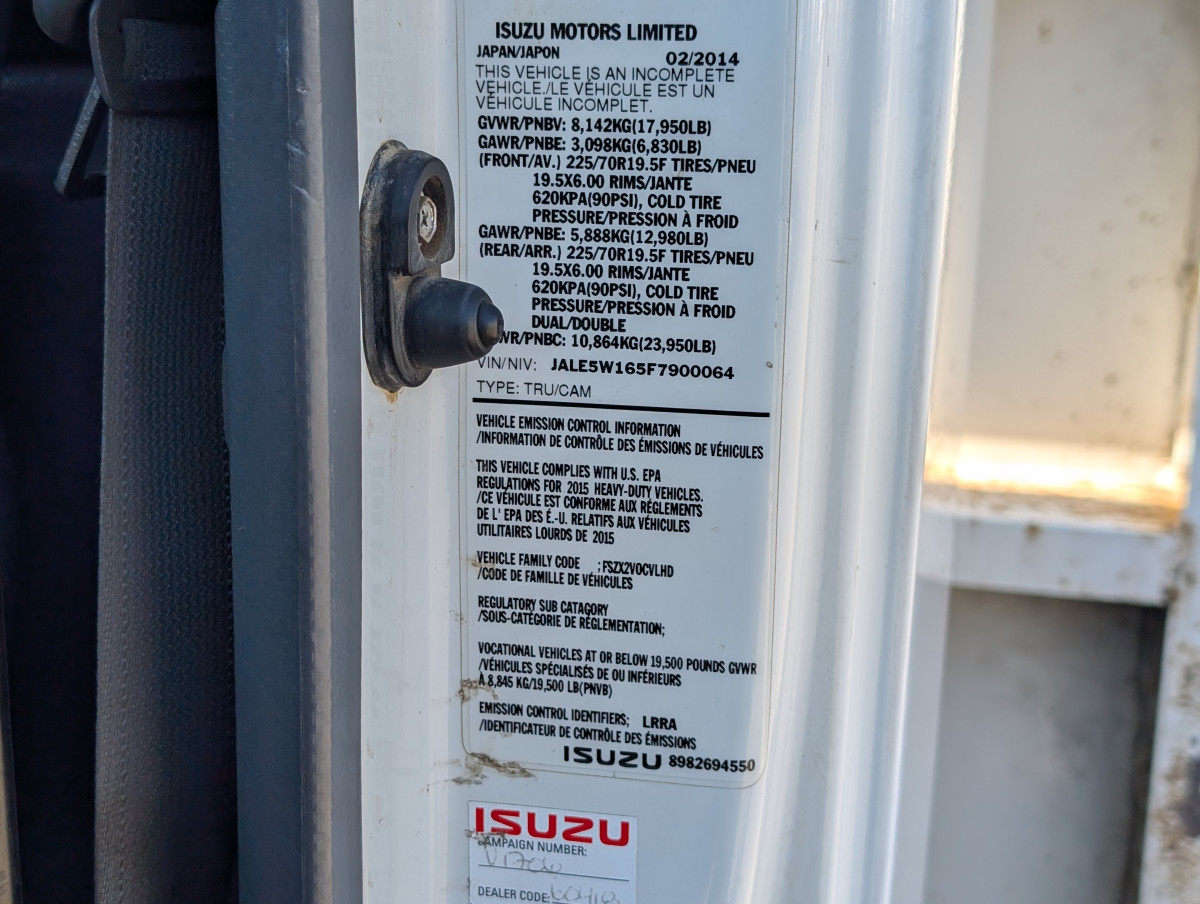 ISUZU MOTORS LIMITED
JAPAN/JAPON 02/2014
THIS VEHICLE IS AN INCOMPLETE
VEHICLE./LE VÉHICULE EST UN
VÉHICULE INCOMPLET.
GVWR/PNBV: 8,142KG(17,950LB)
GAWR/PNBE: 3,098KG(6,830LB)
(FRONT/AV.) 225/70R19.5F TIRES/PNEU
19.5X6.00 RIMS/JANTE
620KPA(90PSI), COLD TIRE
PRESSURE/PRESSION À FROID
GAWR/PNBE: 5,888KG(12,980LB)
(REAR/ARR.) 225/70R19.5F TIRES/PNEU
19.5X6.00 RIMS/JANTE
620KPA(90PSI), COLD TIRE
PRESSURE/PRESSION À FROID
DUAL/DOUBLE
WR/PNBC: 10,864KG(23,950LB)
VIN/NIV: JALE5W165F7900064
TYPE: TRU/CAM
VEHICLE EMISSION CONTROL INFORMATION
/INFORMATION DE CONTRÔLE DES ÉMISSIONS DE VÉHICULES
THIS VEHICLE COMPLIES WITH U.S. EPA
REGULATIONS FOR 2015 HEAVY-DUTY VEHICLES.
/CE VÉHICULE EST CONFORME AUX RÉGLEMENTS
DE L' EPA DES É.-U. RELATIFS AUX VÉHICULES
UTILITAIRES LOURDS DE 2015
VEHICLE FAMILY CODE ;FSZX2VOCVLHD
/CODE DE FAMILLE DE VÉHICULES
REGULATORY SUB CATAGORY
/SOUS-CATÉGORIE DE RÉGLEMENTATION;
VOCATIONAL VEHICLES AT OR BELOW 19,500 POUNDS GVWR
/VÉHICULES SPÉCIALISÉS DE OU INFÉRIEURS
À 8,845 KG/19,500 LB(PNVB)
EMISSION CONTROL IDENTIFIERS; LRRA
/IDENTIFICATEUR DE CONTRÔLE DES ÉMISSIONS
ISUZU 8982694550
ISUZU
CAMPAIGN NUMBER:
DEALER CODE: